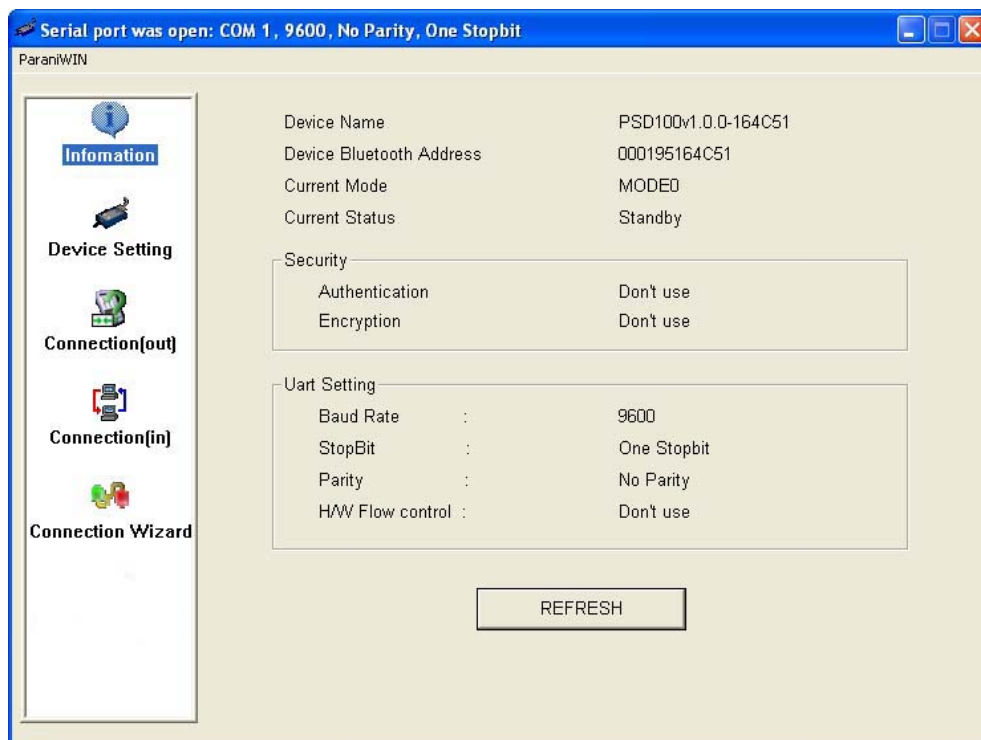 Serial port was open: COM 1, 9600, No Parity, One Stopbit
ParaniWIN
Infomation
Device Setting
Connection(out)
Connection(in)
Connection Wizard
Device Name PSD100v1.0.0-164C51
Device Bluetooth Address 000195164C51
Current Mode MODE0
Current Status Standby
Security
Authentication Don't use
Encryption Don't use
Uart Setting
Baud Rate : 9600
StopBit : One Stopbit
Parity : No Parity
H/W Flow control : Don't use
REFRESH